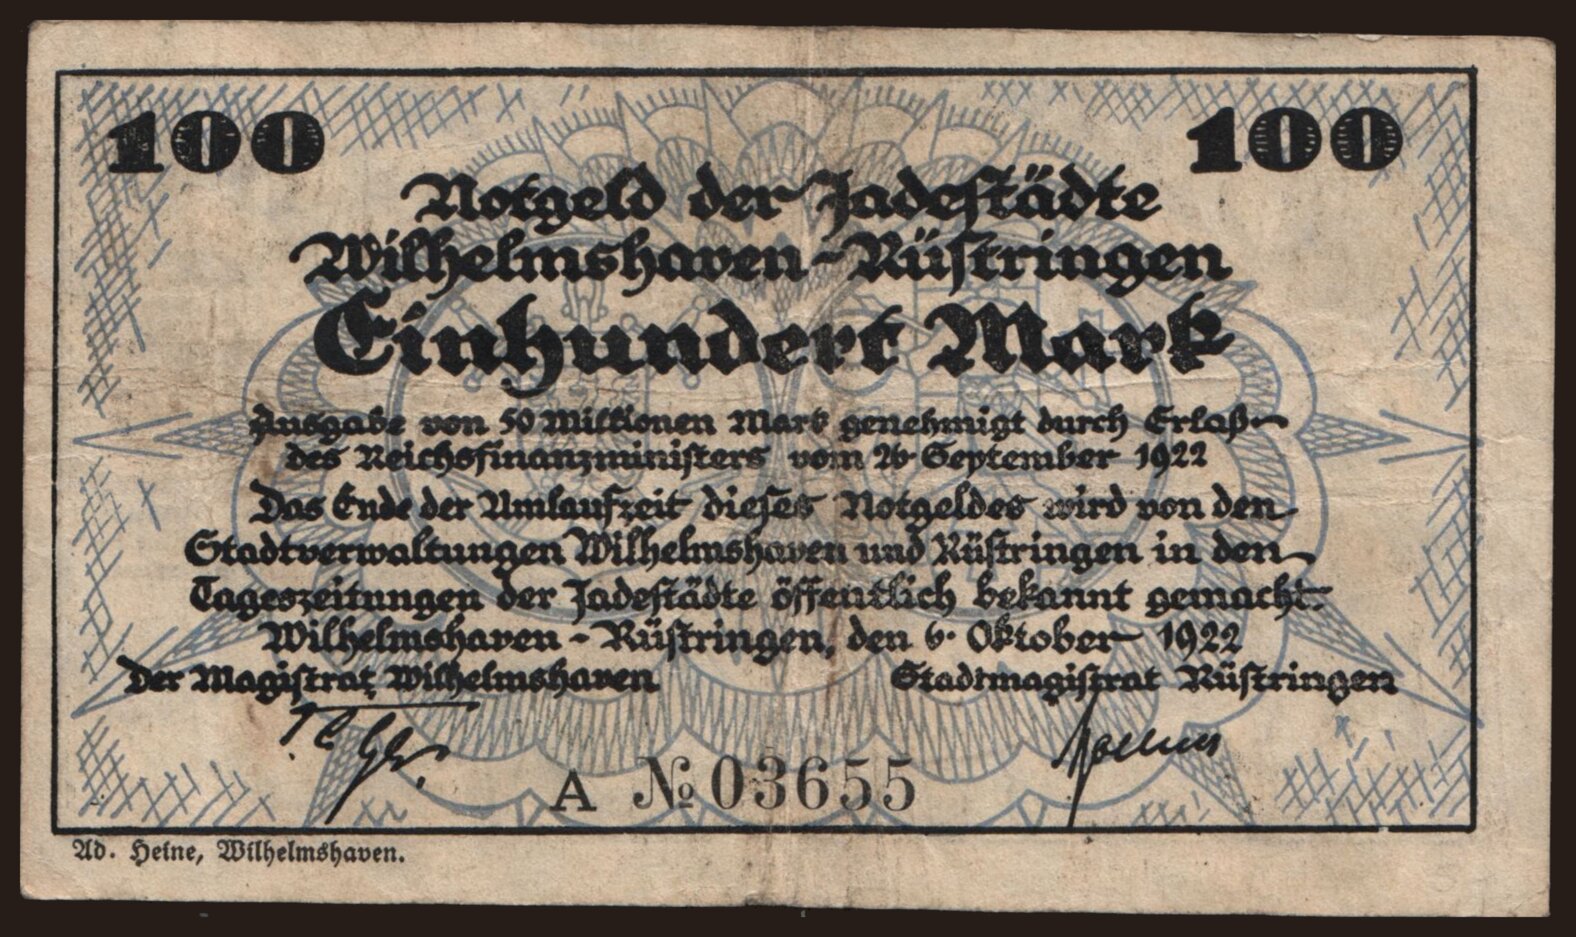 100 100
Notgeld der Jadestädte
Wilhelmshaven-Rüstringen
Einhundert Mark
Ausgabe von 50 Millionen Mark genehmigt durch Erlaß
des Reichsfinanzministers vom 26 September 1922
Das Ende der Umlaufzeit dieses Notgeldes wird von den
Stadtverwaltungen Wilhelmshaven und Rüstringen in den
Tageszeitungen der Jadestädte öffentlich bekannt gemacht.
Wilhelmshaven - Rüstringen, den 6. Oktober 1922
Der Magistrat Wilhelmshaven Stadtmagistrat Rüstringen
A № 03655
Ad. Heine, Wilhelmshaven.